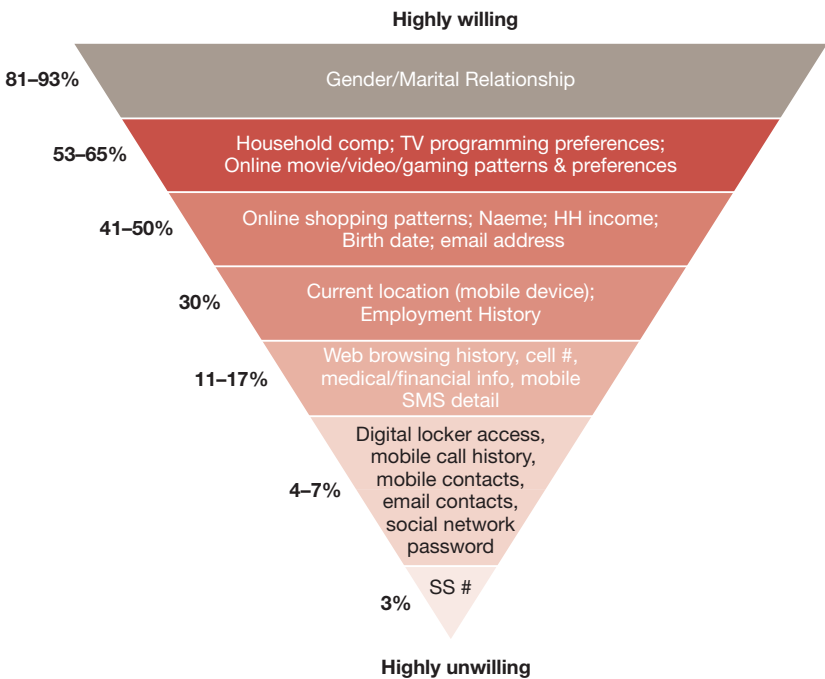 Highly willing
81–93%
Gender/Marital Relationship
53–65%
Household comp; TV programming preferences;
Online movie/video/gaming patterns & preferences
41–50%
Online shopping patterns; Naeme; HH income;
Birth date; email address
30%
Current location (mobile device);
Employment History
11–17%
Web browsing history, cell #,
medical/financial info, mobile
SMS detail
4–7%
Digital locker access,
mobile call history,
mobile contacts,
email contacts,
social network
password
3%
SS #
Highly unwilling